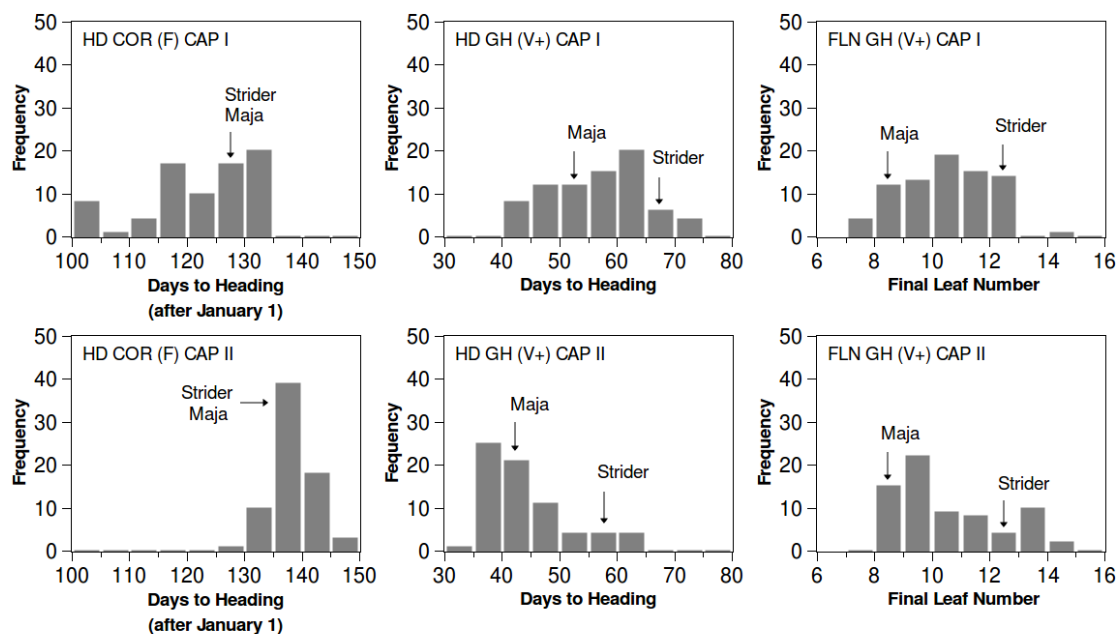 HD COR (F) CAP I
Frequency
50
40
30
20
10
0
Strider
Maja
100 110 120 130 140 150
Days to Heading
(after January 1)
HD GH (V+) CAP I
Frequency
50
40
30
20
10
0
Maja
Strider
30 40 50 60 70 80
Days to Heading
FLN GH (V+) CAP I
Frequency
50
40
30
20
10
0
Maja
Strider
6 8 10 12 14 16
Final Leaf Number
HD COR (F) CAP II
Frequency
50
40
30
20
10
0
Strider
Maja
100 110 120 130 140 150
Days to Heading
(after January 1)
HD GH (V+) CAP II
Fequency
50
40
30
20
10
0
Maja
Strider
30 40 50 60 70 80
Days to Heading
FLN GH (V+) CAP II
Frequency
50
40
30
20
10
0
Maja
Strider
6 8 10 12 14 16
Final Leaf Number